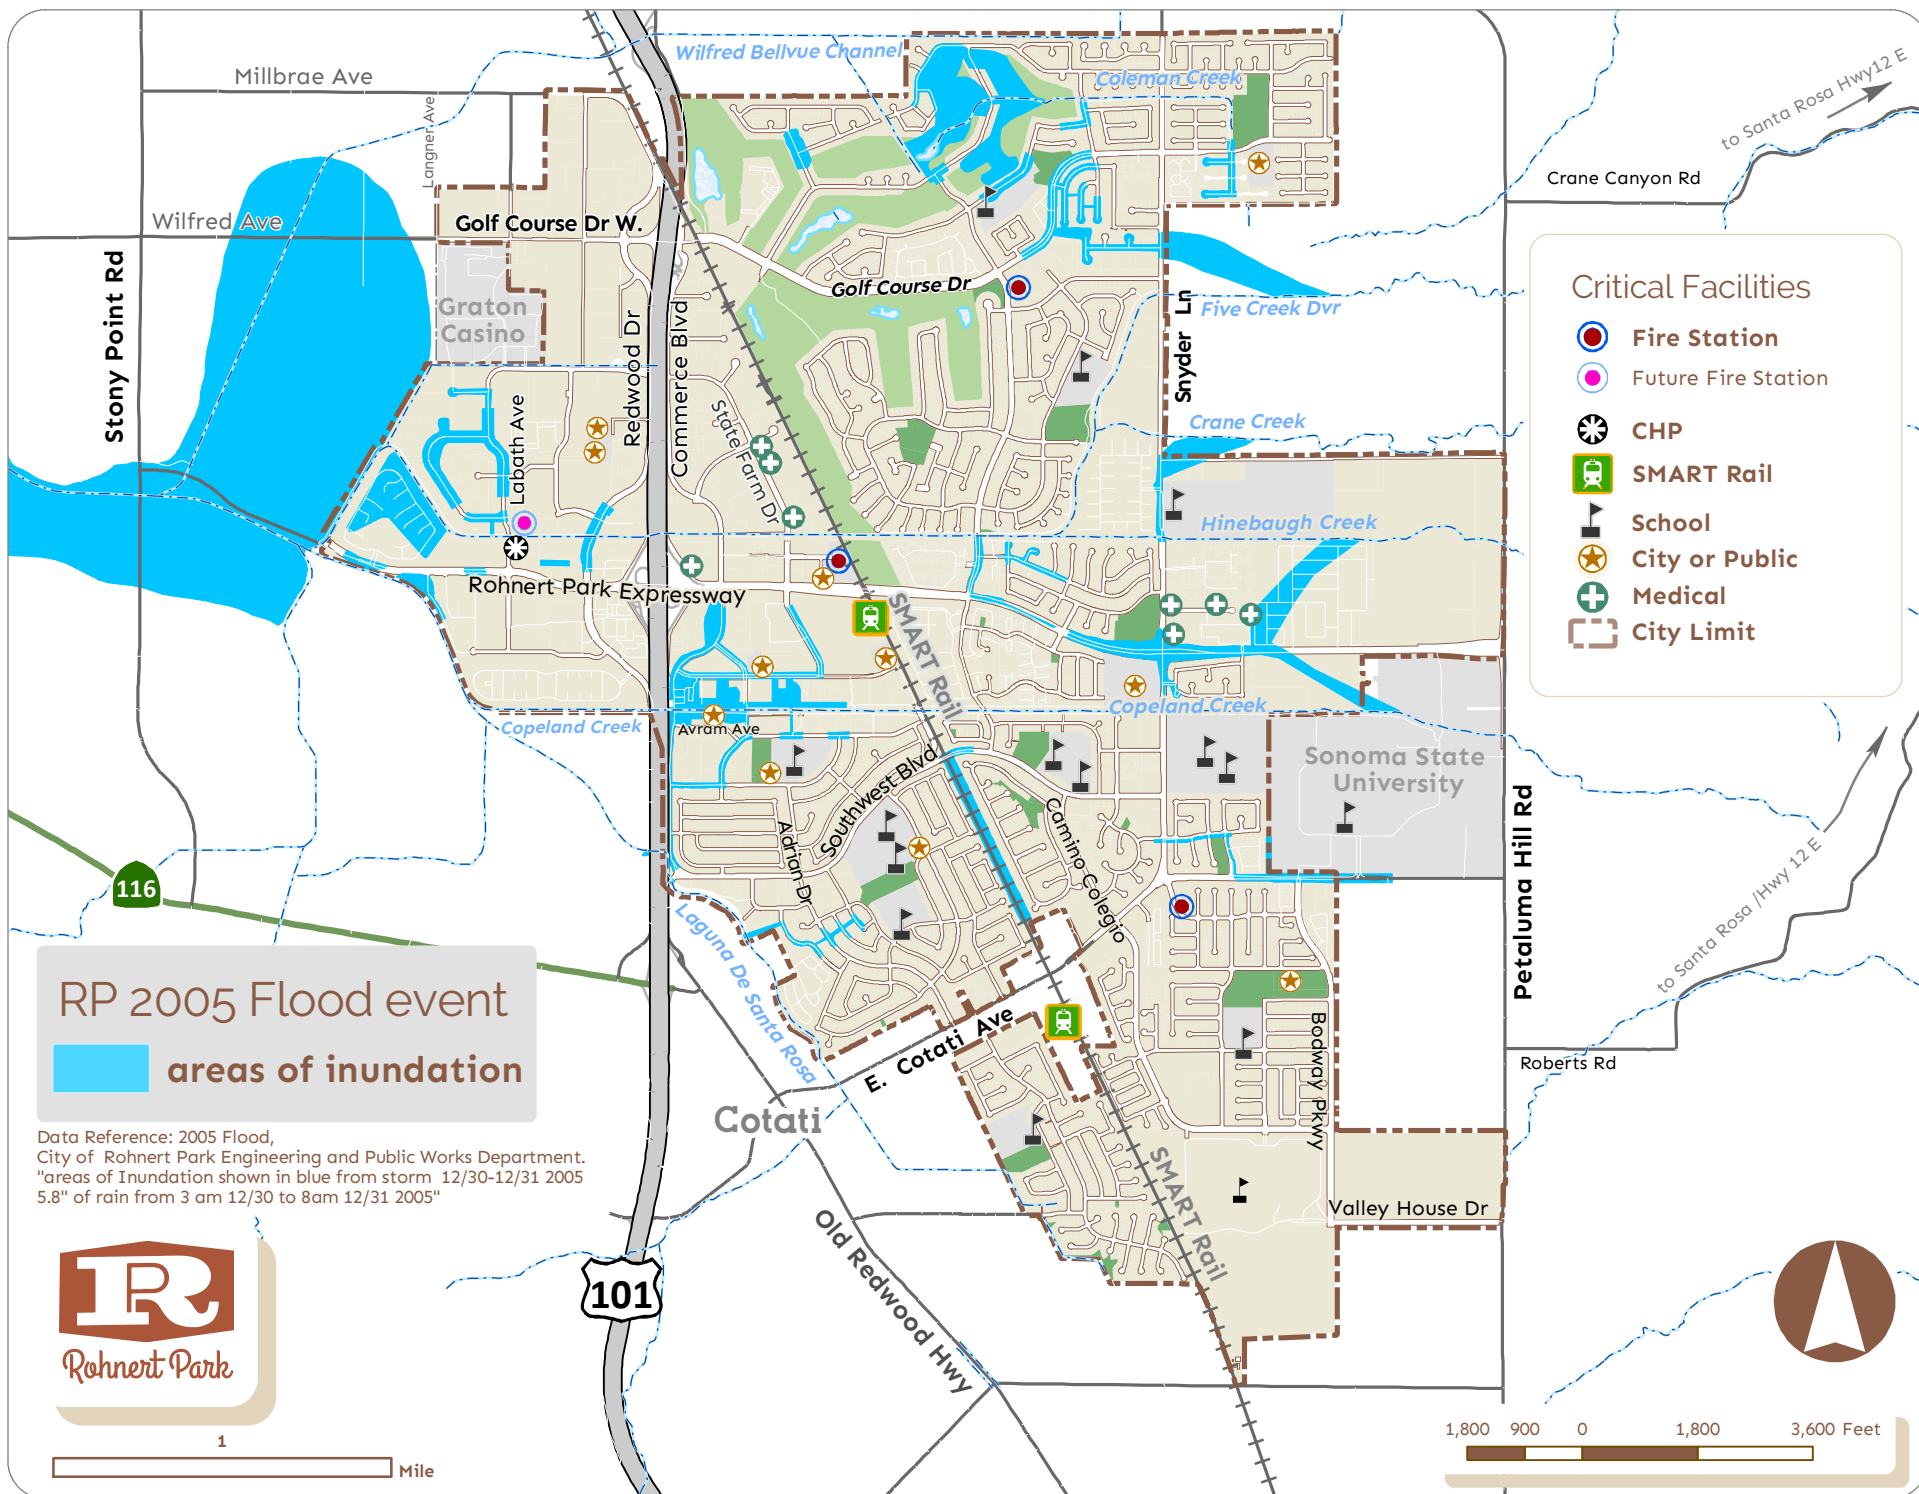 Wilfred Bellvue Channel
Coleman Creek
Millbrae Ave
Langner Ave
to Santa Rosa Hwy12 E
Crane Canyon Rd
Wilfred Ave
Golf Course Dr W.
Stony Point Rd
Graton
Casino
Redwood Dr
Commerce Blvd
Golf Course Dr
Snyder Ln
Five Creek Dvr
Crane Creek
Labath Ave
State Farm Dr
Hinebaugh Creek
Rohnert Park Expressway
SMART Rail
Copeland Creek
Copeland Creek
Avram Ave
Southwest Blvd
Adrian Dr
Camino Colegio
Sonoma State
University
Petaluma Hill Rd
to Santa Rosa /Hwy 12 E
Critical Facilities
Fire Station
Future Fire Station
CHP
SMART Rail
School
City or Public
Medical
City Limit
116
Laguna De Santa Rosa
E. Cotati Ave
Cotati
Bodway Pkwy
Roberts Rd
SMART Rail
Valley House Dr
Old Redwood Hwy
101
RP 2005 Flood event
areas of inundation
Data Reference: 2005 Flood,
City of Rohnert Park Engineering and Public Works Department.
"areas of Inundation shown in blue from storm 12/30-12/31 2005
5.8" of rain from 3 am 12/30 to 8am 12/31 2005"
R
Rohnert Park
1
Mile
1,800 900 0 1,800 3,600 Feet